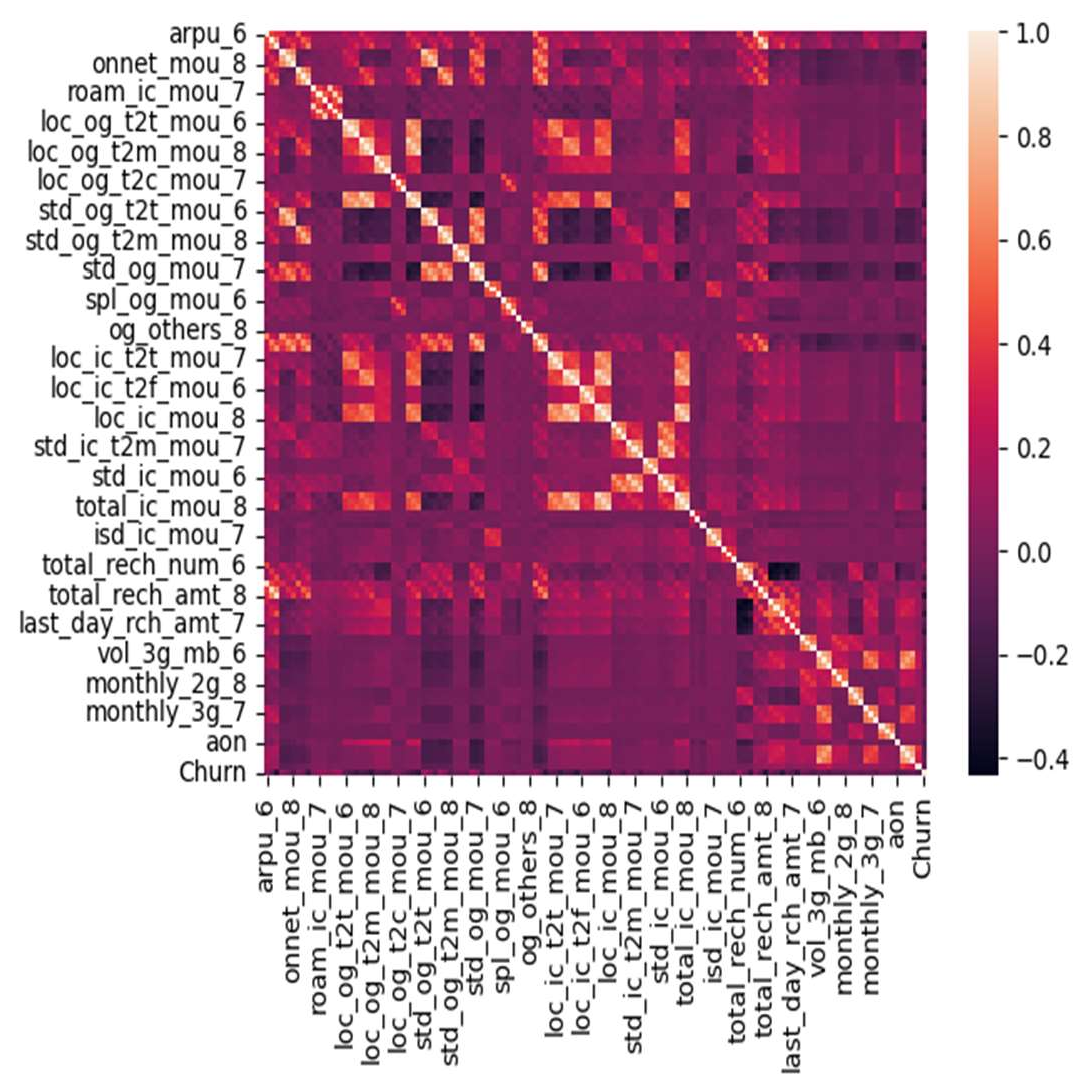 arpu_6
onnet_mou_8
roam_ic_mou_7
loc_og_t2t_mou_6
loc_og_t2m_mou_8
loc_og_t2c_mou_7
std_og_t2t_mou_6
std_og_t2m_mou_8
std_og_mou_7
spl_og_mou_6
og_others_8
loc_ic_t2t_mou_7
loc_ic_t2f_mou_6
loc_ic_mou_8
std_ic_t2m_mou_7
std_ic_mou_6
total_ic_mou_8
isd_ic_mou_7
total_rech_num_6
total_rech_amt_8
last_day_rch_amt_7
vol_3g_mb_6
monthly_2g_8
monthly_3g_7
aon
Churn
arpu_6
onnet_mou_8
roam_ic_mou_7
loc_og_t2t_mou_6
loc_og_t2m_mou_8
loc_og_t2c_mou_7
std_og_t2t_mou_6
std_og_t2m_mou_8
std_og_mou_7
spl_og_mou_6
og_others_8
loc_ic_t2t_mou_7
loc_ic_t2f_mou_6
loc_ic_mou_8
std_ic_t2m_mou_7
std_ic_mou_6
total_ic_mou_8
isd_ic_mou_7
total_rech_num_6
total_rech_amt_8
last_day_rch_amt_7
vol_3g_mb_6
monthly_2g_8
monthly_3g_7
aon
Churn
1.0
0.8
0.6
0.4
0.2
0.0
−0.2
−0.4